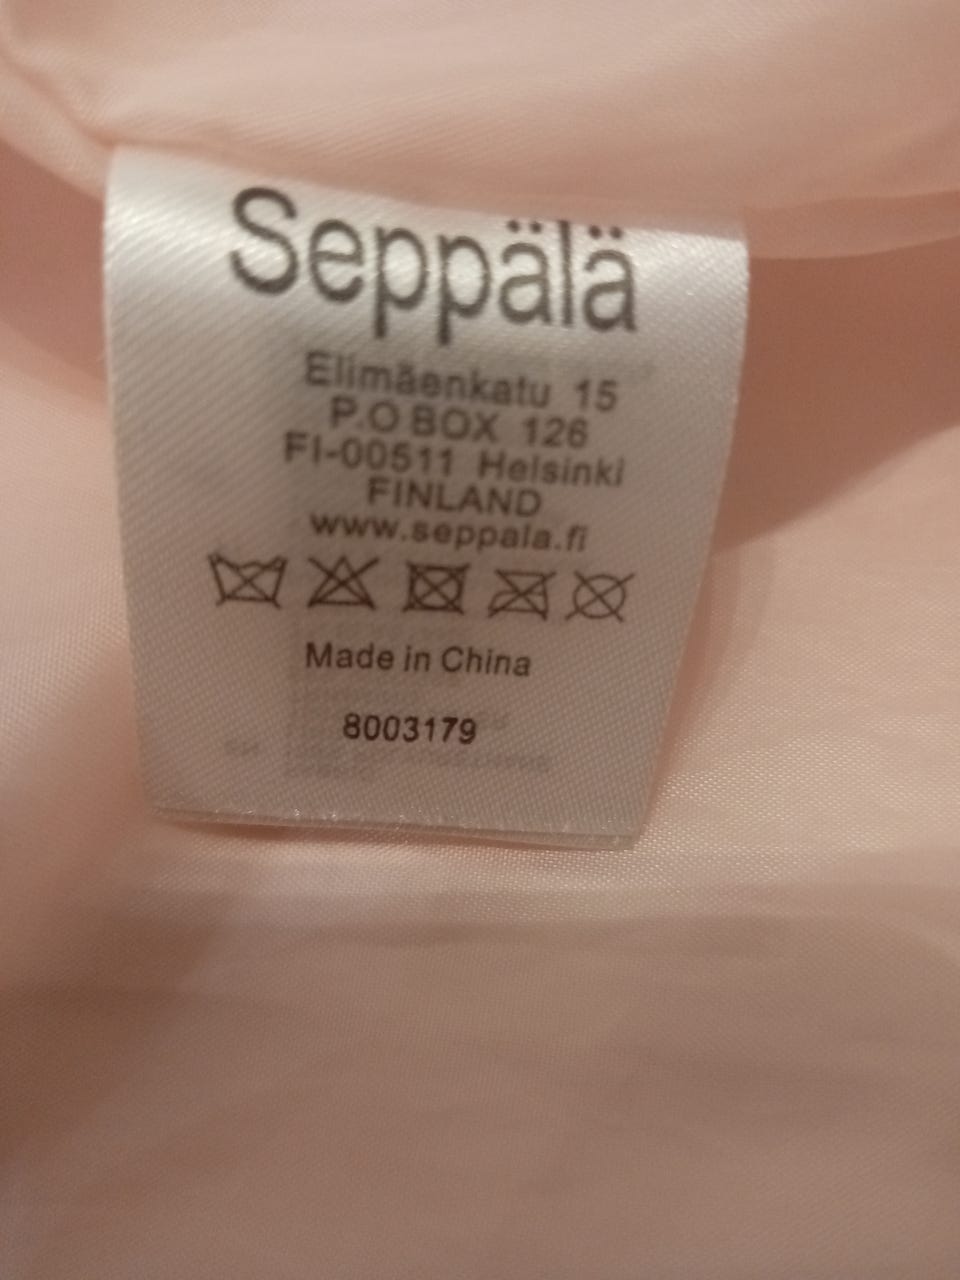 Seppälä
Elimäenkatu 15
P.O BOX 126
FI-00511 Helsinki
FINLAND
www.seppala.fi
Made in China
8003179